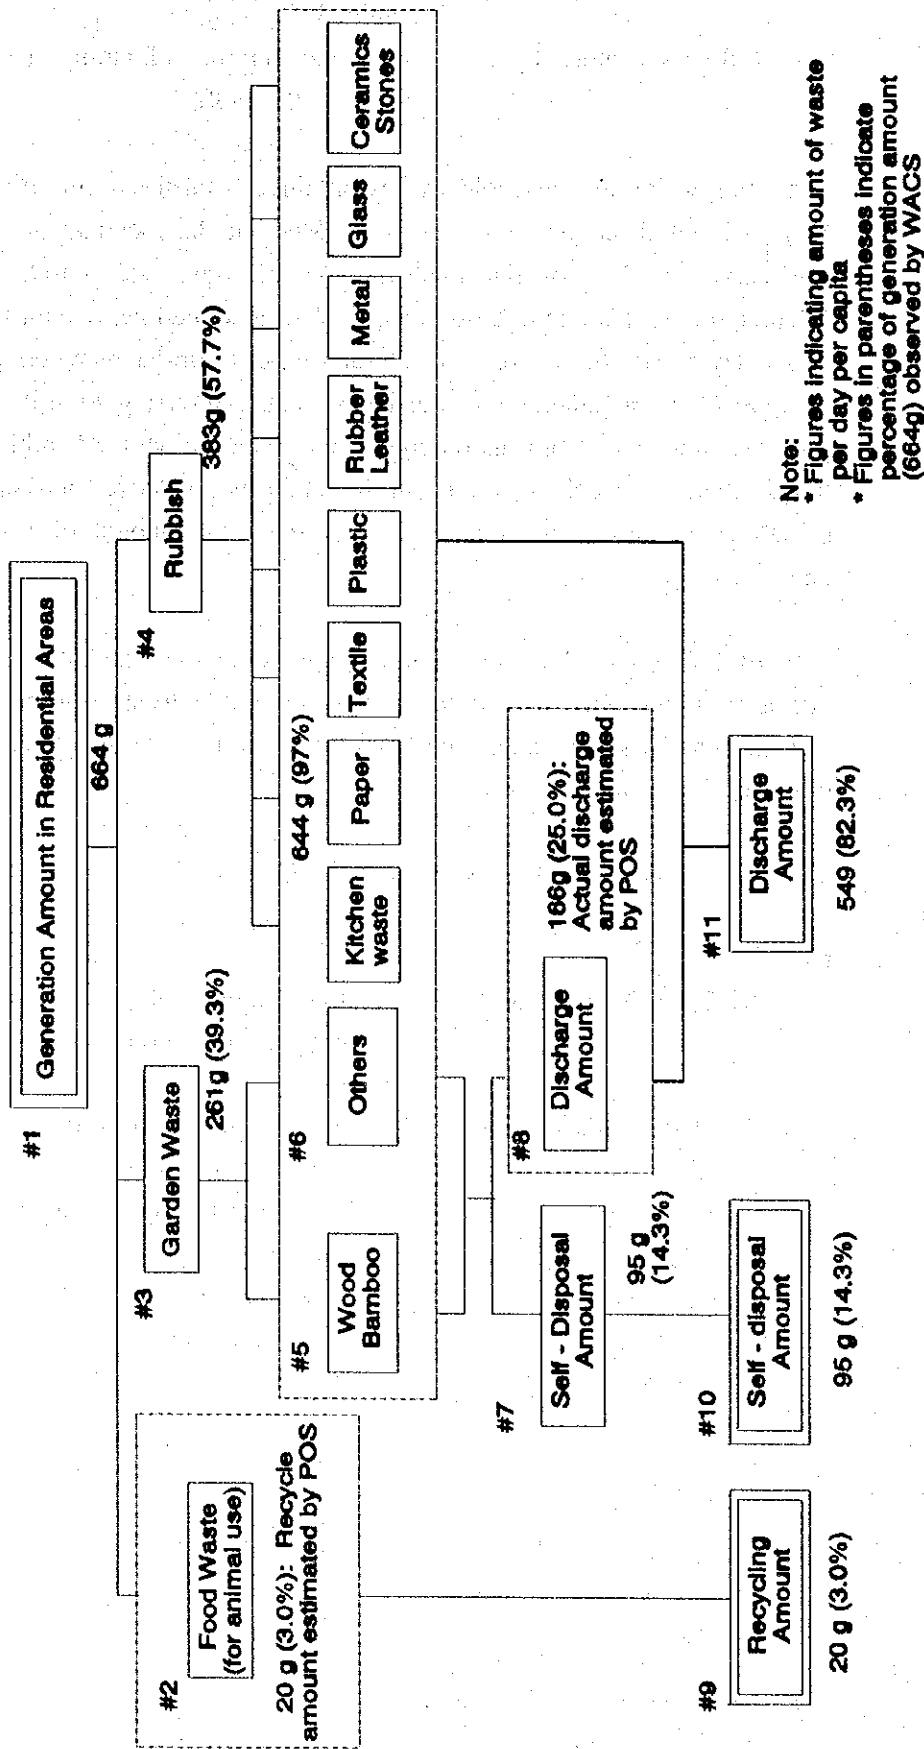 #1
Generation Amount in Residential Areas
664 g
#2
Food Waste
(for animal use)
20 g (3.0%): Recycle
amount estimated by POS
#3
Garden Waste
261g (39.3%)
#4
Rubbish
383g (57.7%)
#5
Wood
Bamboo
#6
644 g (97%)
Others
Kitchen
waste
Paper
Textile
Plastic
Rubber
Leather
Metal
Glass
Ceramics
Stones
#7
Self - Disposal
Amount
95 g
(14.3%)
#8
Discharge
Amount
166g (25.0%):
Actual discharge
amount estimated
by POS
#9
Recycling
Amount
20 g (3.0%)
#10
Self - disposal
Amount
95 g (14.3%)
#11
Discharge
Amount
549 (82.3%)
Note:
* Figures indicating amount of waste
per day per capita
* Figures in parentheses indicate
percentage of generation amount
(664g) observed by WACS